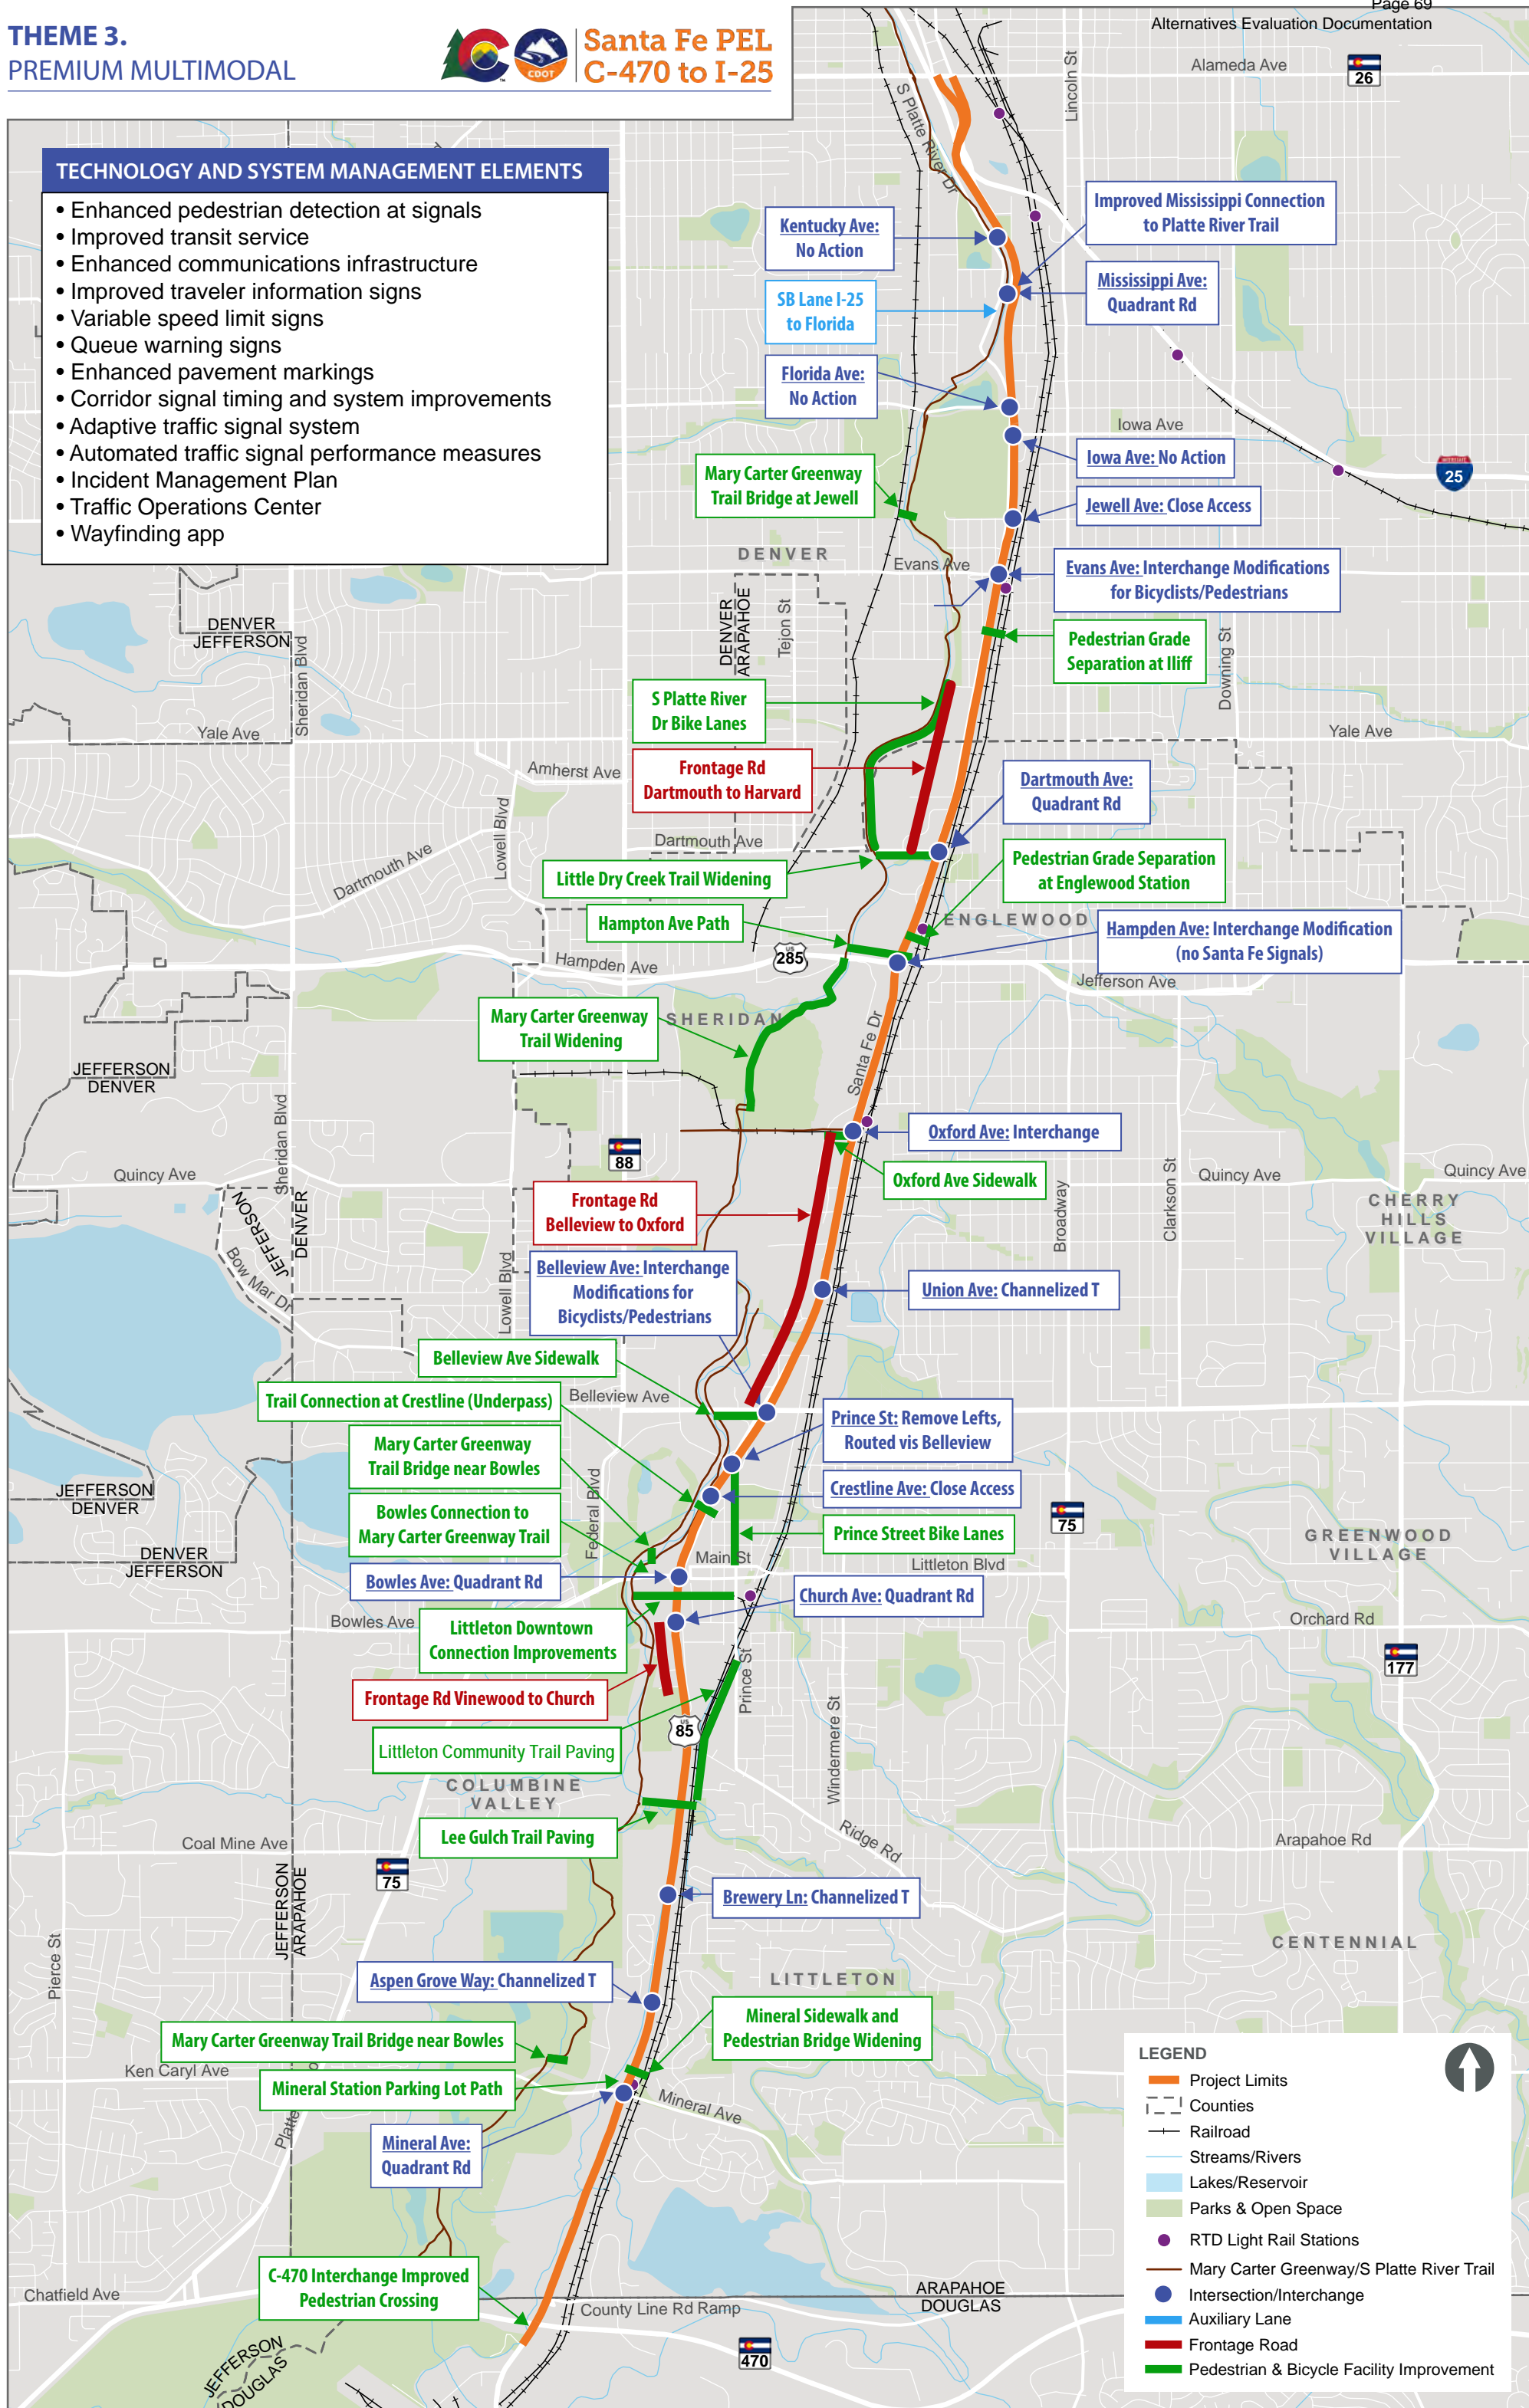 Page 69
Alternatives Evaluation Documentation
THEME 3.
PREMIUM MULTIMODAL
CDOT
Santa Fe PEL
C-470 to I-25
TECHNOLOGY AND SYSTEM MANAGEMENT ELEMENTS
• Enhanced pedestrian detection at signals
• Improved transit service
• Enhanced communications infrastructure
• Improved traveler information signs
• Variable speed limit signs
• Queue warning signs
• Enhanced pavement markings
• Corridor signal timing and system improvements
• Adaptive traffic signal system
• Automated traffic signal performance measures
• Incident Management Plan
• Traffic Operations Center
• Wayfinding app
Alameda Ave
26
Lincoln St
S Platte River Dr
Improved Mississippi Connection
to Platte River Trail
Kentucky Ave:
No Action
Mississippi Ave:
Quadrant Rd
SB Lane I-25
to Florida
Florida Ave:
No Action
Iowa Ave
Iowa Ave: No Action
25
Mary Carter Greenway
Trail Bridge at Jewell
Jewell Ave: Close Access
DENVER
Evans Ave
Evans Ave: Interchange Modifications
for Bicyclists/Pedestrians
DENVER
ARAPAHOE
Tejon St
DENVER
JEFFERSON
Sheridan Blvd
Pedestrian Grade
Separation at Iliff
Downing St
S Platte River
Dr Bike Lanes
Yale Ave
Yale Ave
Amherst Ave
Frontage Rd
Dartmouth to Harvard
Dartmouth Ave:
Quadrant Rd
Lowell Blvd
Dartmouth Ave
Dartmouth Ave
Little Dry Creek Trail Widening
Pedestrian Grade Separation
at Englewood Station
Hampton Ave Path
ENGLEWOOD
Hampden Ave: Interchange Modification
(no Santa Fe Signals)
US
285
Hampden Ave
Jefferson Ave
Mary Carter Greenway
Trail Widening
SHERIDAN
Santa Fe Dr
JEFFERSON
DENVER
Sheridan Blvd
Oxford Ave: Interchange
88
Quincy Ave
Oxford Ave Sidewalk
Clarkson St
Quincy Ave
Quincy Ave
Frontage Rd
Belleview to Oxford
Broadway
CHERRY
HILLS
VILLAGE
JEFFERSON
DENVER
Bow Mar Dr
Lowell Blvd
Belleview Ave: Interchange
Modifications for
Bicyclists/Pedestrians
Union Ave: Channelized T
Belleview Ave Sidewalk
Trail Connection at Crestline (Underpass)
Belleview Ave
Prince St: Remove Lefts,
Routed vis Belleview
Mary Carter Greenway
Trail Bridge near Bowles
JEFFERSON
DENVER
Federal Blvd
Crestline Ave: Close Access
75
Bowles Connection to
Mary Carter Greenway Trail
Prince Street Bike Lanes
GREENWOOD
VILLAGE
DENVER
JEFFERSON
Main St
Littleton Blvd
Bowles Ave: Quadrant Rd
Church Ave: Quadrant Rd
Bowles Ave
Littleton Downtown
Connection Improvements
Orchard Rd
177
Frontage Rd Vinewood to Church
Prince St
US
85
Littleton Community Trail Paving
Windermere St
COLUMBINE
VALLEY
Lee Gulch Trail Paving
Ridge Rd
Coal Mine Ave
Arapahoe Rd
75
JEFFERSON
ARAPAHOE
Brewery Ln: Channelized T
Pierce St
CENTENNIAL
Aspen Grove Way: Channelized T
LITTLETON
Mary Carter Greenway Trail Bridge near Bowles
Mineral Sidewalk and
Pedestrian Bridge Widening
Ken Caryl Ave
Mineral Station Parking Lot Path
Platte
Mineral Ave
Mineral Ave:
Quadrant Rd
C-470 Interchange Improved
Pedestrian Crossing
Chatfield Ave
County Line Rd Ramp
ARAPAHOE
DOUGLAS
JEFFERSON
DOUGLAS
470
LEGEND
Project Limits
Counties
Railroad
Streams/Rivers
Lakes/Reservoir
Parks & Open Space
RTD Light Rail Stations
Mary Carter Greenway/S Platte River Trail
Intersection/Interchange
Auxiliary Lane
Frontage Road
Pedestrian & Bicycle Facility Improvement